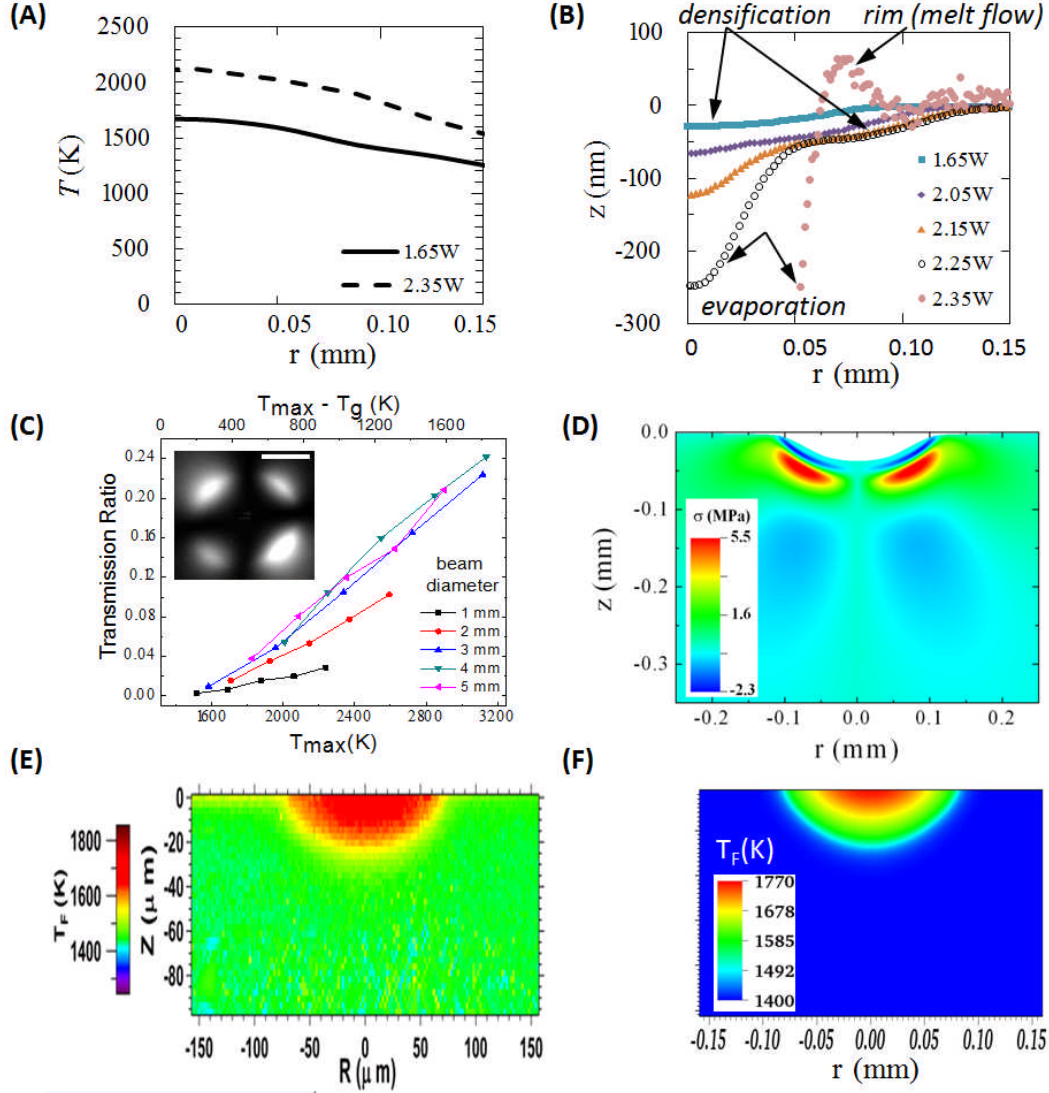 (A)
2500
2000
1500
1000
500
0
T (K)
1.65W
2.35W
0
0.05
0.10
0.15
r (mm)
(B)
densification
rim (melt flow)
100
0
-100
-200
-300
z (nm)
1.65W
2.05W
2.15W
2.25W
2.35W
evaporation
0
0.05
0.10
0.15
r (mm)
(C)
Tmax - Tg (K)
0 400 800 1200 1600
0.24
0.20
0.16
0.12
0.08
0.04
0.00
Transmission Ratio
beam
diameter
1 mm
2 mm
3 mm
4 mm
5 mm
1600 2000 2400 2800 3200
Tmax(K)
(D)
0.0
-0.1
-0.2
-0.3
z (mm)
σ (MPa)
5.5
1.6
-2.3
-0.2 -0.1 0.0 0.1 0.2
r (mm)
(E)
1800
1600
1400
TF (K)
0
-20
-40
-60
-80
Z (μ m)
-150 -100 -50 0 50 100 150
R(μ m)
(F)
TF(K)
1770
1678
1585
1492
1400
-0.15 -0.10 -0.05 0.00 0.05 0.10 0.15
r (mm)